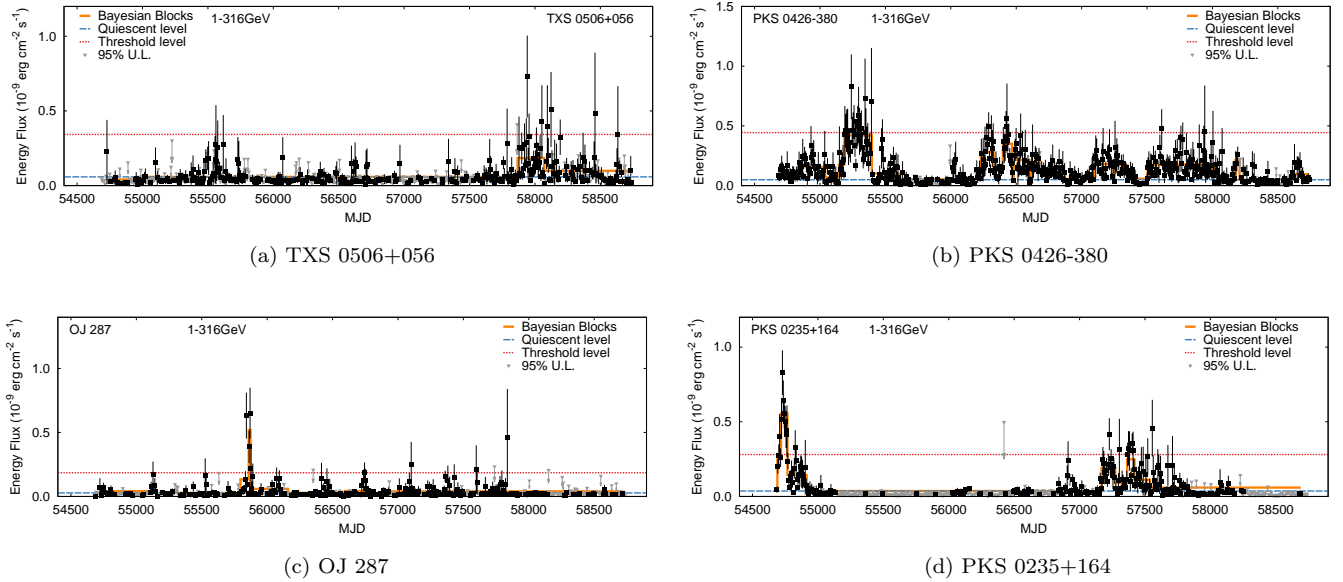 Bayesian Blocks
1-316GeV
TXS 0506+056
Quiescent level
Threshold level
95% U.L.
1.0
0.5
0.0
Energy Flux (10⁻⁹ erg cm⁻² s⁻¹)
54500 55000 55500 56000 56500 57000 57500 58000 58500
MJD
(a) TXS 0506+056
PKS 0426-380
1-316GeV
Bayesian Blocks
Quiescent level
Threshold level
95% U.L.
1.5
1.0
0.5
0.0
Energy Flux (10⁻⁹ erg cm⁻² s⁻¹)
54500 55000 55500 56000 56500 57000 57500 58000 58500
MJD
(b) PKS 0426-380
OJ 287
1-316GeV
Bayesian Blocks
Quiescent level
Threshold level
95% U.L.
1.0
0.5
0.0
Energy Flux (10⁻⁹ erg cm⁻² s⁻¹)
54500 55000 55500 56000 56500 57000 57500 58000 58500
MJD
(c) OJ 287
PKS 0235+164
1-316GeV
Bayesian Blocks
Quiescent level
Threshold level
95% U.L.
1.0
0.5
0.0
Energy Flux (10⁻⁹ erg cm⁻² s⁻¹)
54500 55000 55500 56000 56500 57000 57500 58000 58500
MJD
(d) PKS 0235+164